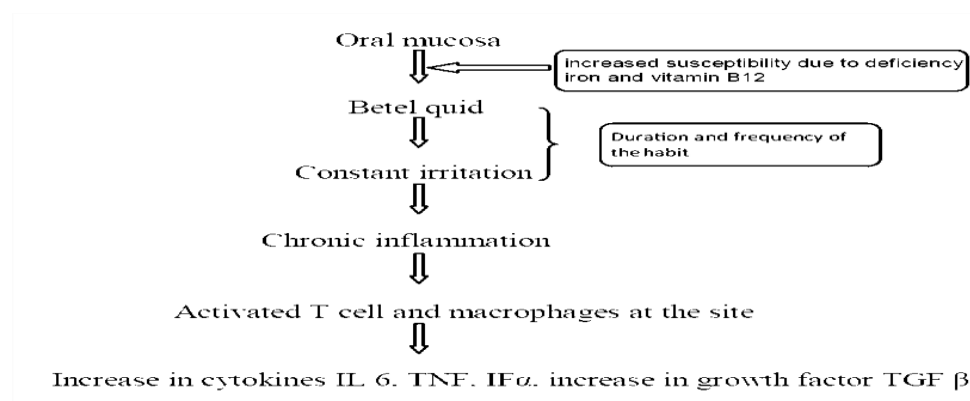 Oral mucosa
increased susceptibility due to deficiency
iron and vitamin B12
Betel quid
Duration and frequency of
the habit
Constant irritation
Chronic inflammation
Activated T cell and macrophages at the site
Increase in cytokines IL 6. TNF. IFα. increase in growth factor TGF β